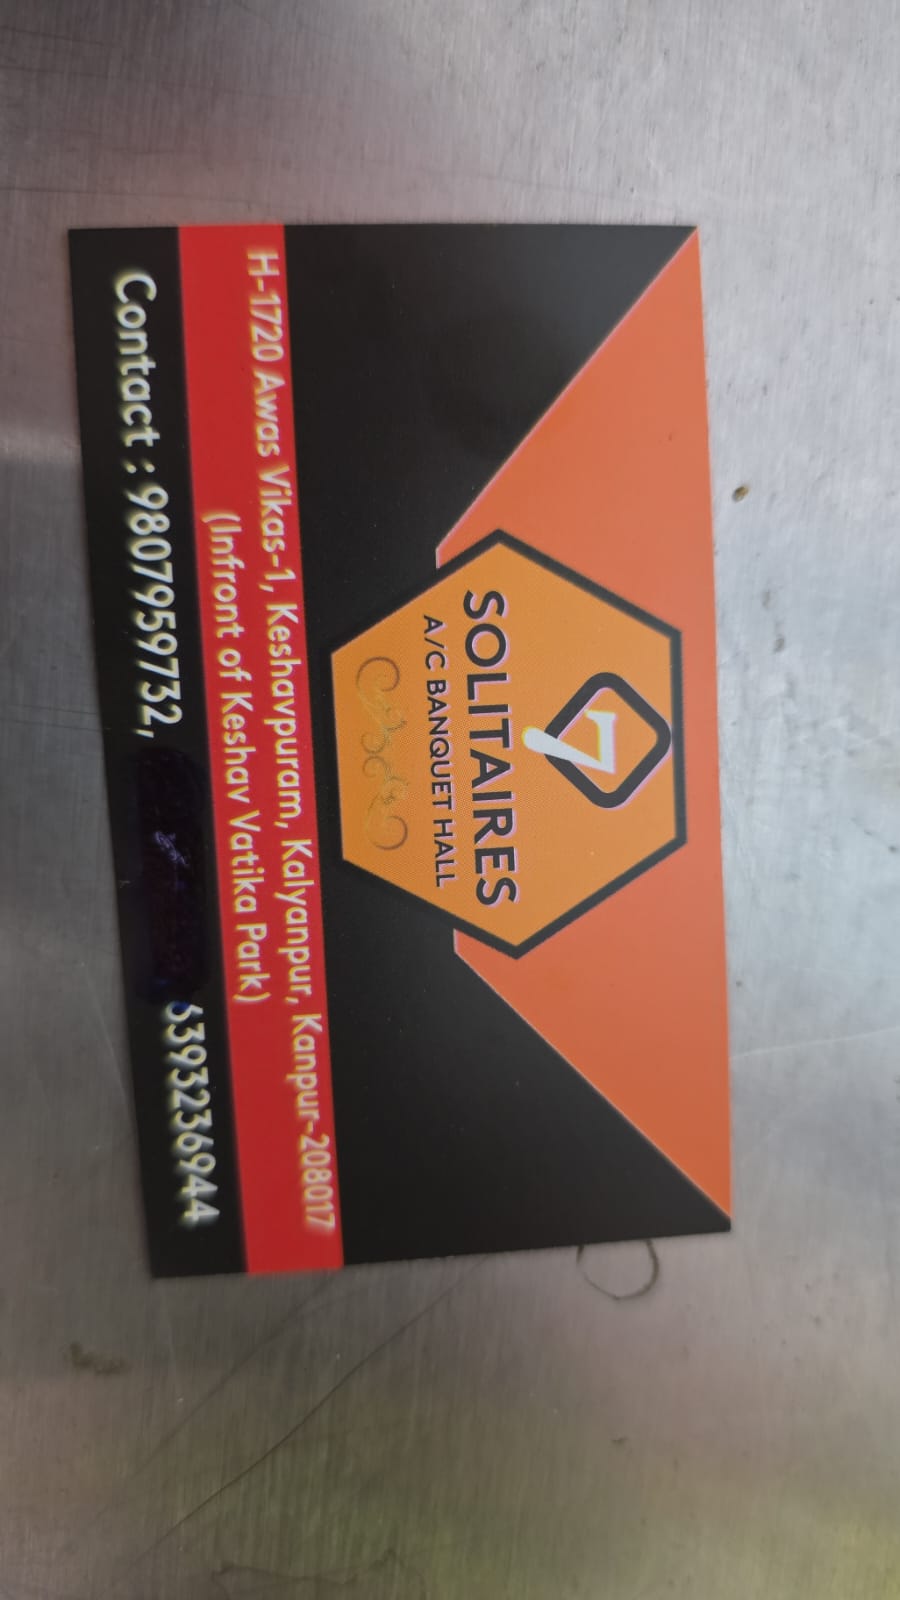 7
SOLITAIRES
A/C BANQUET HALL
H-1720 Awas Vikas-1, Keshavpuram, Kalyanpur, Kanpur-208017
(Infront of Keshav Vatika Park)
Contact : 9807959732, 6393236944